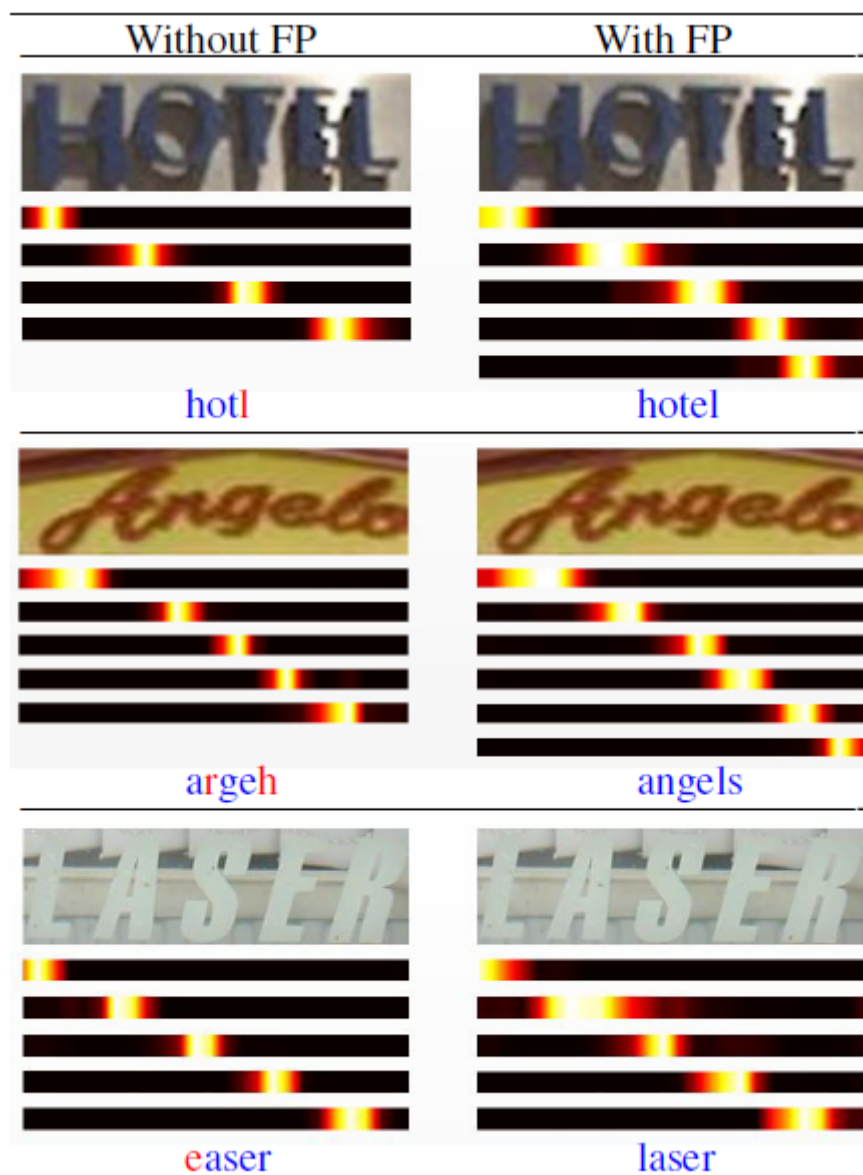 Without FP With FP
HOTEL HOTEL
hotl hotel
Angelo Angelo
argeh angels
LASER LASER
easer laser